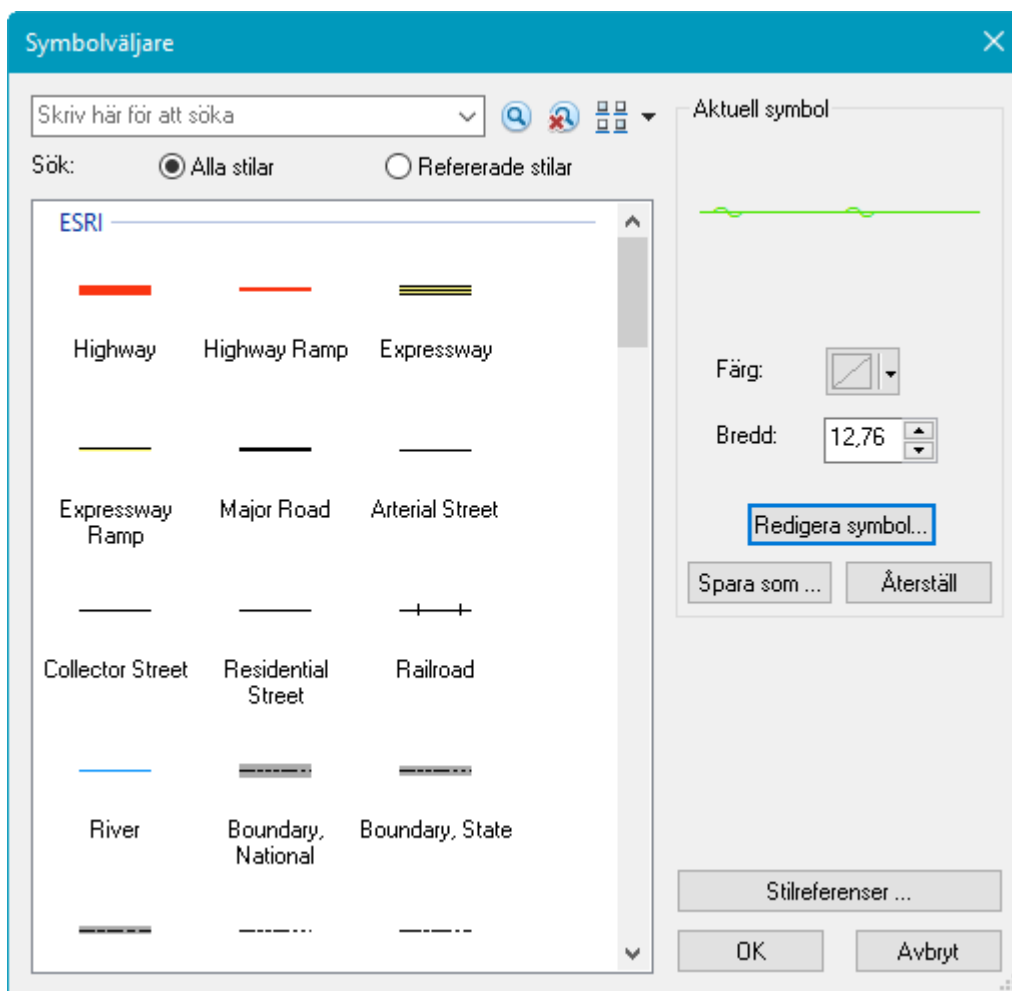 Symbolväljare
Skriv här för att söka
Sök:
Alla stilar
Refererade stilar
ESRI
Highway
Highway Ramp
Expressway
Expressway
Ramp
Major Road
Arterial Street
Collector Street
Residential
Street
Railroad
River
Boundary,
National
Boundary, State
Aktuell symbol
Färg:
Bredd:
12,76
Redigera symbol...
Spara som ...
Återställ
Stilreferenser ...
OK
Avbryt